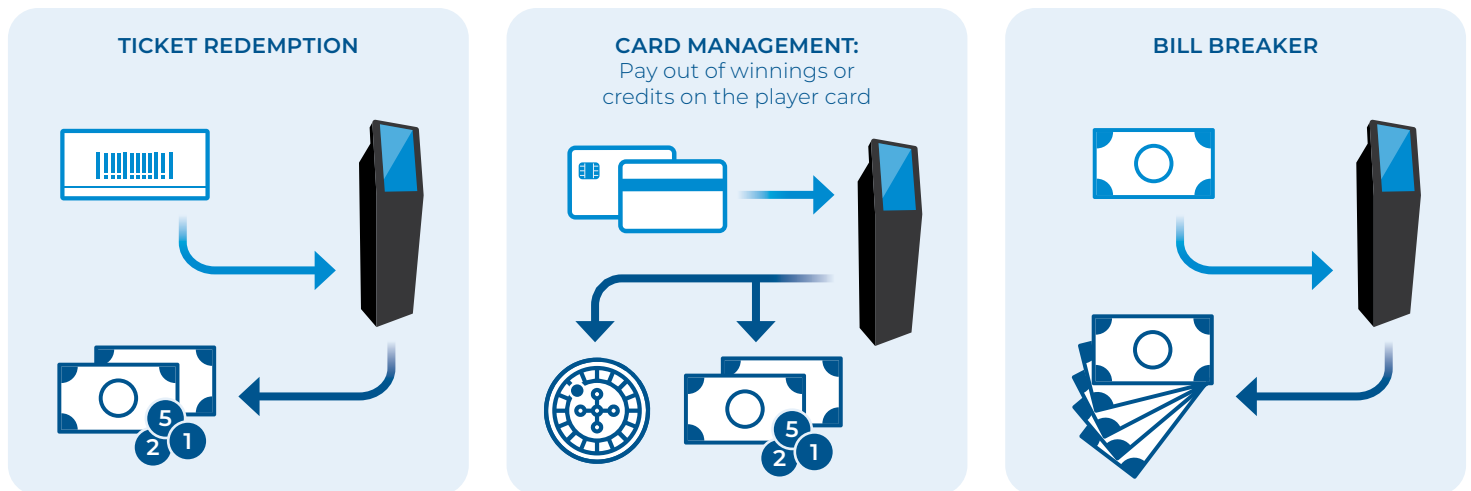 TICKET REDEMPTION
5
2
1
CARD MANAGEMENT:
Pay out of winnings or
credits on the player card
5
2
1
BILL BREAKER